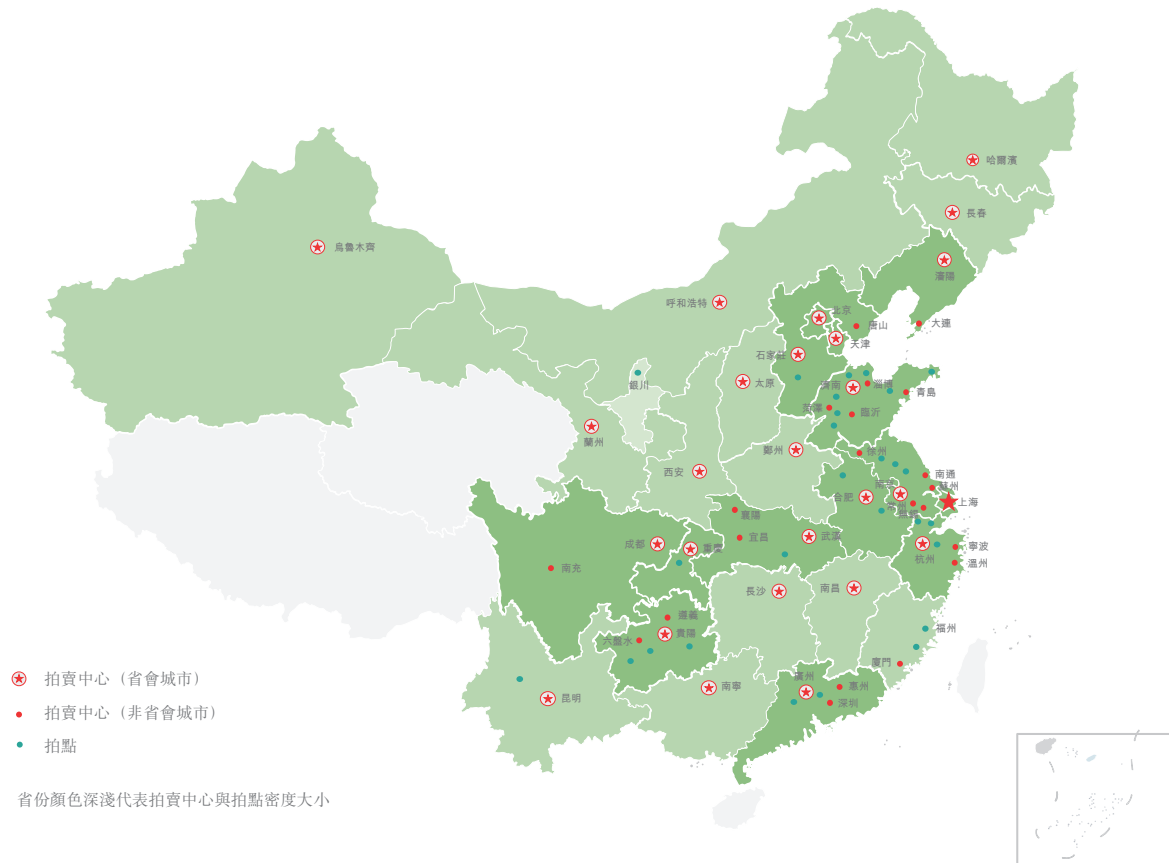 哈爾濱
長春
烏魯木齊
瀋陽
呼和浩特
北京
唐山
大連
天津
石家莊
太原
銀川
濟南
淄博
青島
菏澤
臨沂
蘭州
鄭州
徐州
西安
南通
南京
蘇州
合肥
常州
上海
無錫
襄陽
宜昌
武漢
成都
重慶
杭州
寧波
溫州
南充
長沙
南昌
遵義
貴陽
六盤水
福州
廈門
南寧
廣州
惠州
昆明
深圳
拍賣中心（省會城市）
拍賣中心（非省會城市）
拍點
省份顏色深淺代表拍賣中心與拍點密度大小